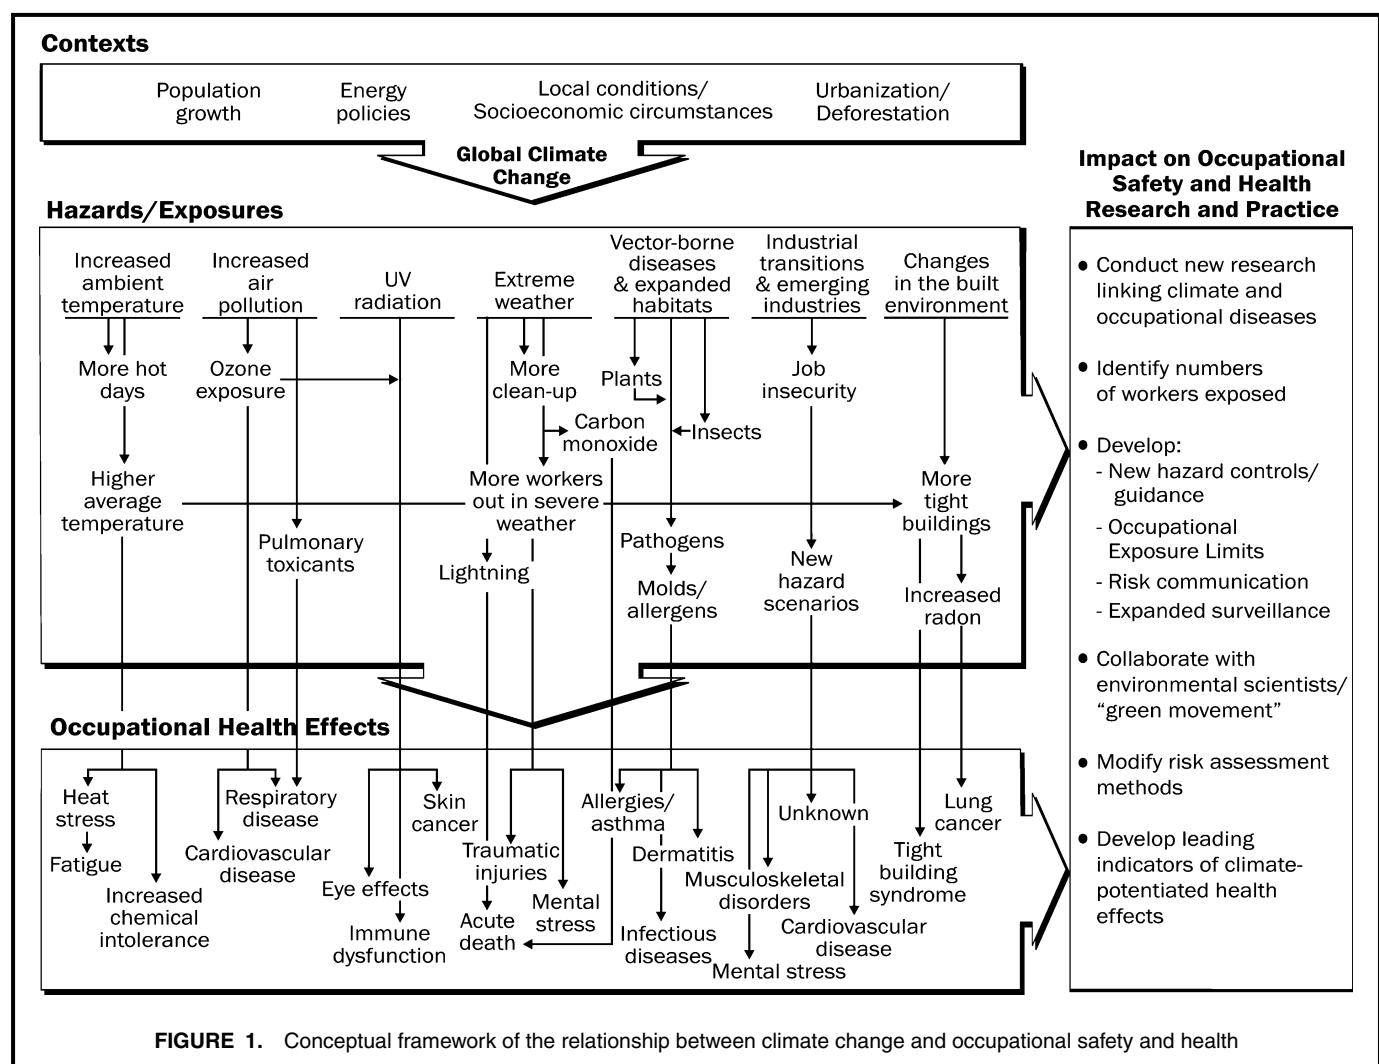 Contexts
Population
growth
Energy
policies
Local conditions/
Socioeconomic circumstances
Urbanization/
Deforestation
Global Climate
Change
Hazards/Exposures
Increased
ambient
temperature
Increased
air
pollution
UV
radiation
Extreme
weather
Vector-borne
diseases
& expanded
habitats
Industrial
transitions
& emerging
industries
Changes
in the built
environment
More hot
days
Ozone
exposure
More
clean-up
Plants
Job
insecurity
Carbon
monoxide
Insects
Higher
average
temperature
More workers
out in severe
weather
More
tight
buildings
Pulmonary
toxicants
Lightning
Pathogens
Molds/
allergens
New
hazard
scenarios
Increased
radon
Occupational Health Effects
Heat
stress
Fatigue
Increased
chemical
intolerance
Respiratory
disease
Cardiovascular
disease
Skin
cancer
Eye effects
Immune
dysfunction
Traumatic
injuries
Acute
death
Mental
stress
Allergies/
asthma
Dermatitis
Infectious
diseases
Unknown
Musculoskeletal
disorders
Cardiovascular
disease
Mental stress
Lung
cancer
Tight
building
syndrome
Impact on Occupational
Safety and Health
Research and Practice
● Conduct new research
linking climate and
occupational diseases
● Identify numbers
of workers exposed
● Develop:
- New hazard controls/
guidance
- Occupational
Exposure Limits
- Risk communication
- Expanded surveillance
● Collaborate with
environmental scientists/
“green movement”
● Modify risk assessment
methods
● Develop leading
indicators of climate-
potentiated health
effects
FIGURE 1. Conceptual framework of the relationship between climate change and occupational safety and health